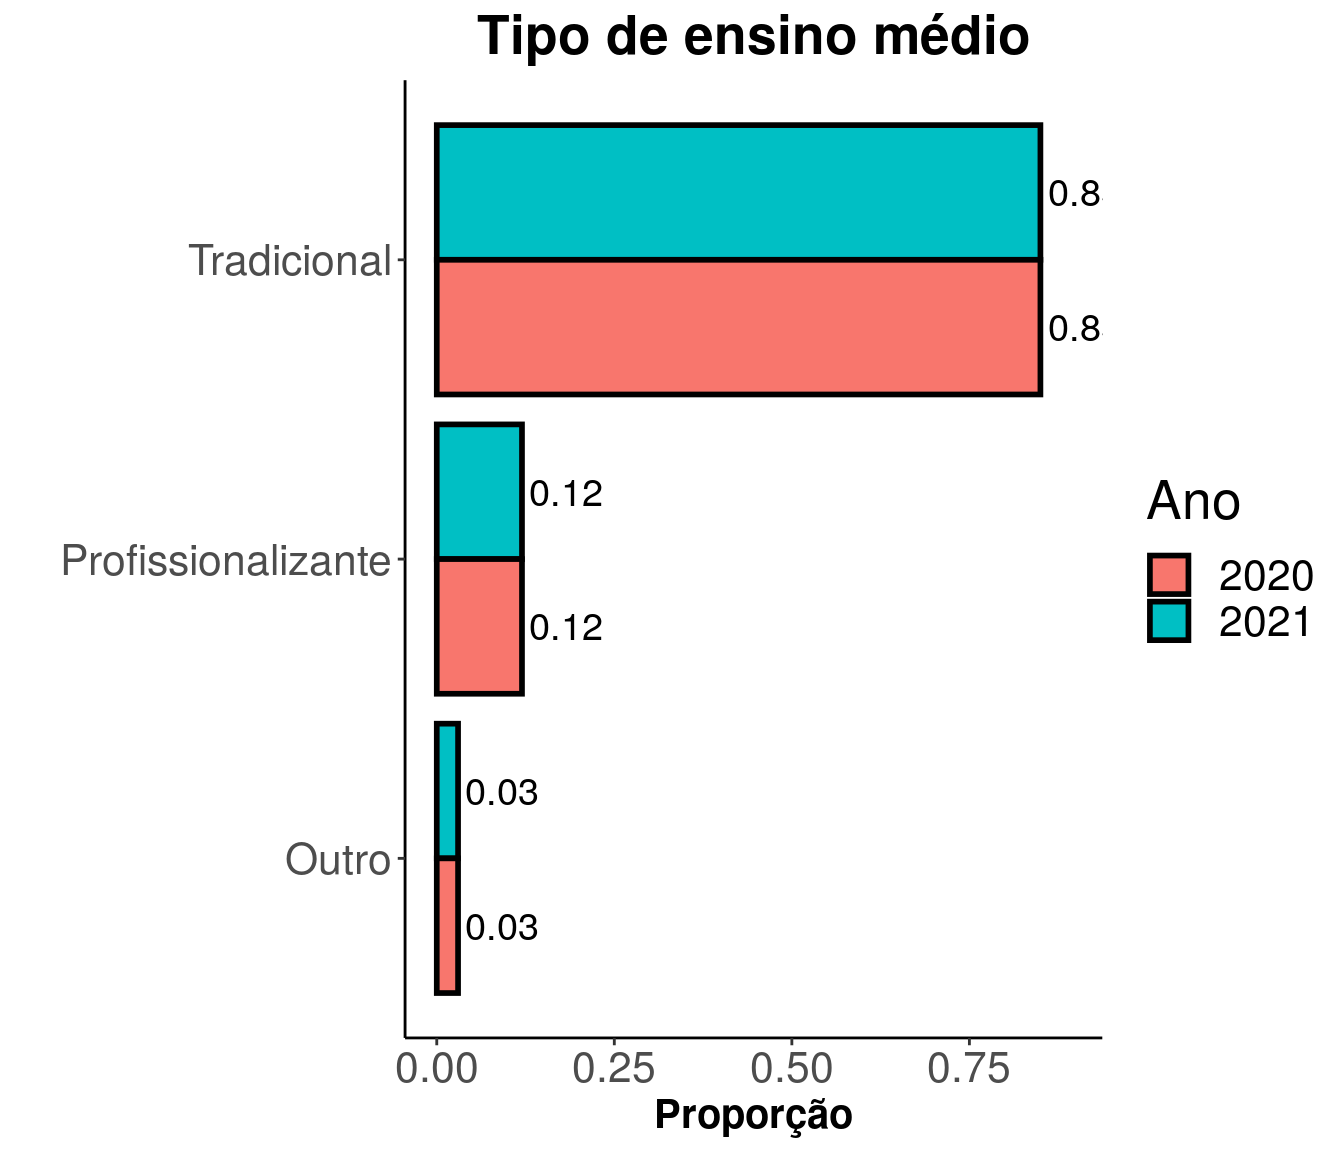 Tipo de ensino médio
Tradicional
0.8
0.8
Profissionalizante
0.12
0.12
Outro
0.03
0.03
Ano
2020
2021
0.00 0.25 0.50 0.75
Proporção